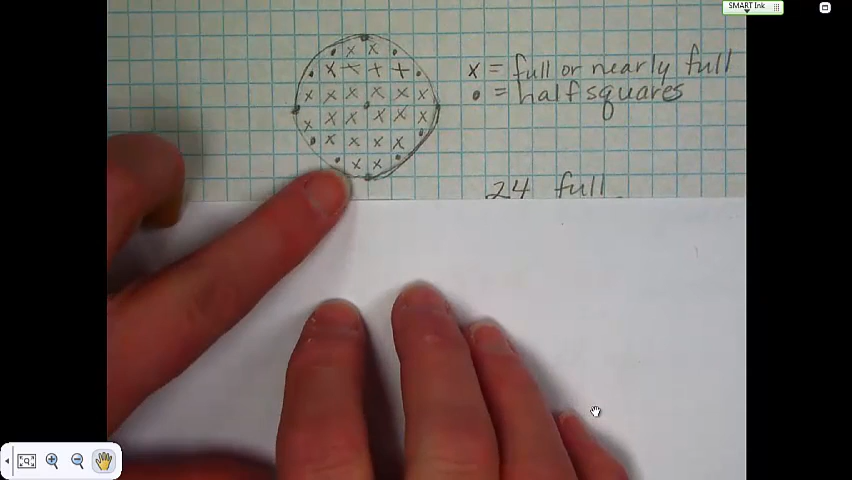 SMART Ink
x = full or nearly full
• = half squares
24 full